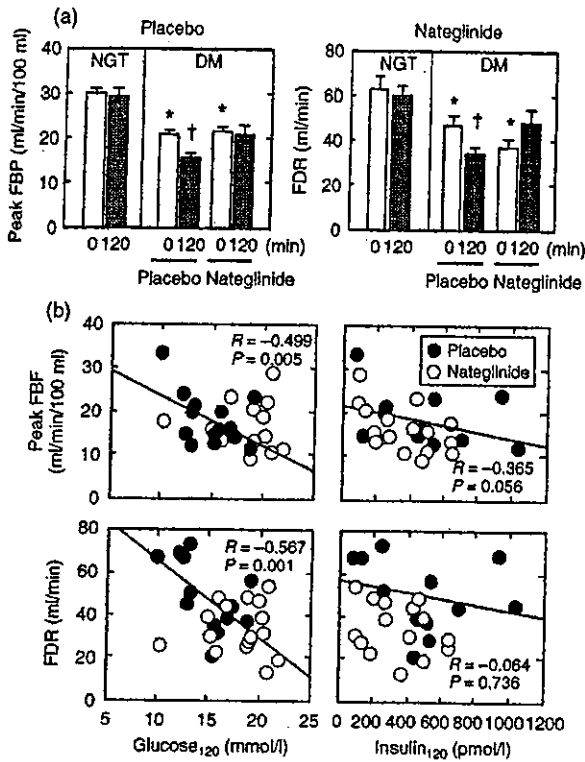 (a)
Placebo
Nateglinide
Peak FBP (ml/min/100 ml)
40
30
20
10
0
NGT
DM
*
†
*
0 120
0 120
0 120
(min)
Placebo
Nateglinide
FDR (ml/min)
80
60
40
20
0
NGT
DM
*
†
*
0 120
0 120
0 120
(min)
Placebo
Nateglinide
(b)
Peak FBF
(ml/min/100 ml)
40
30
20
10
0
R = –0.499
P = 0.005
Placebo
Nateglinide
R = –0.365
P = 0.056
FDR (ml/min)
80
60
40
20
0
R = –0.567
P = 0.001
R = –0.064
P = 0,736
5
10
15
20
25
Glucose120 (mmol/l)
0
200
400
600
800
1000
1200
Insulin120 (pmol/l)